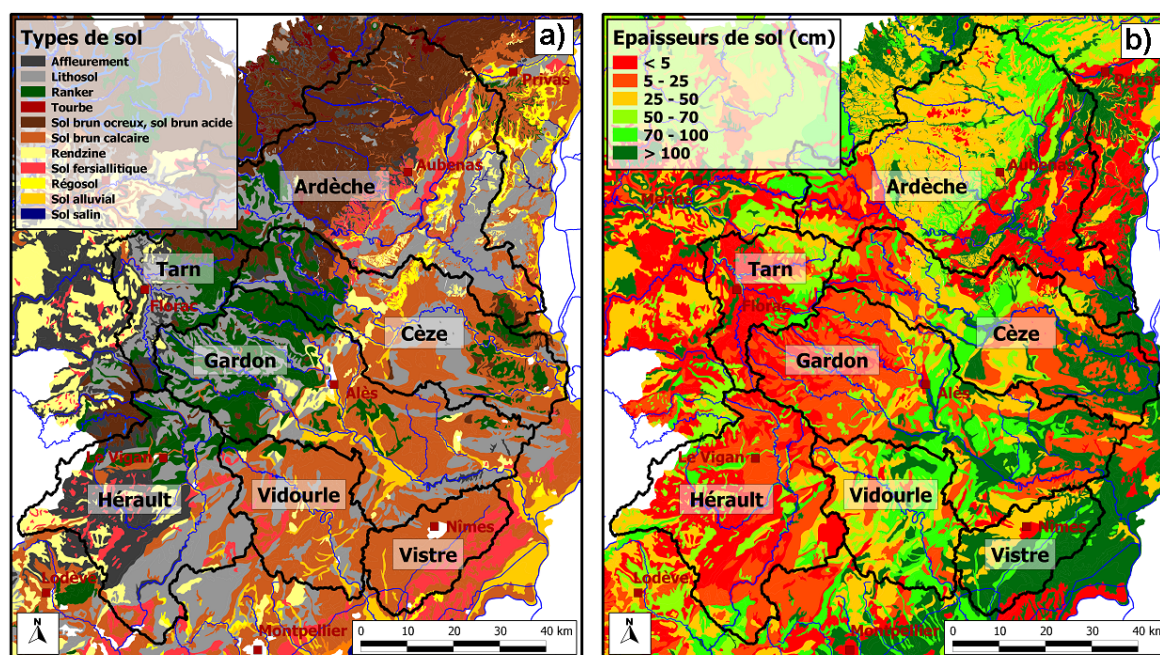 Types de sol
Affleurement
Lithosol
Ranker
Tourbe
Sol brun ocreux, sol brun acide
Sol brun calcaire
Rendzine
Sol fersiallitique
Régosol
Sol alluvial
Sol salin
a)
Privas
Aubenas
Ardèche
Tarn
Florac
Cèze
Gardon
Alès
Le Vigan
Hérault
Vidourle
Nîmes
Vistre
Lodève
Montpellier
N
0 10 20 30 40 km
Epaisseurs de sol (cm)
< 5
5 - 25
25 - 50
50 - 70
70 - 100
> 100
b)
Privas
Aubenas
Ardèche
Mende
Tarn
Florac
Cèze
Gardon
Alès
Le Vigan
Hérault
Vidourle
Nîmes
Vistre
Lodève
Montpellier
N
0 10 20 30 40 km